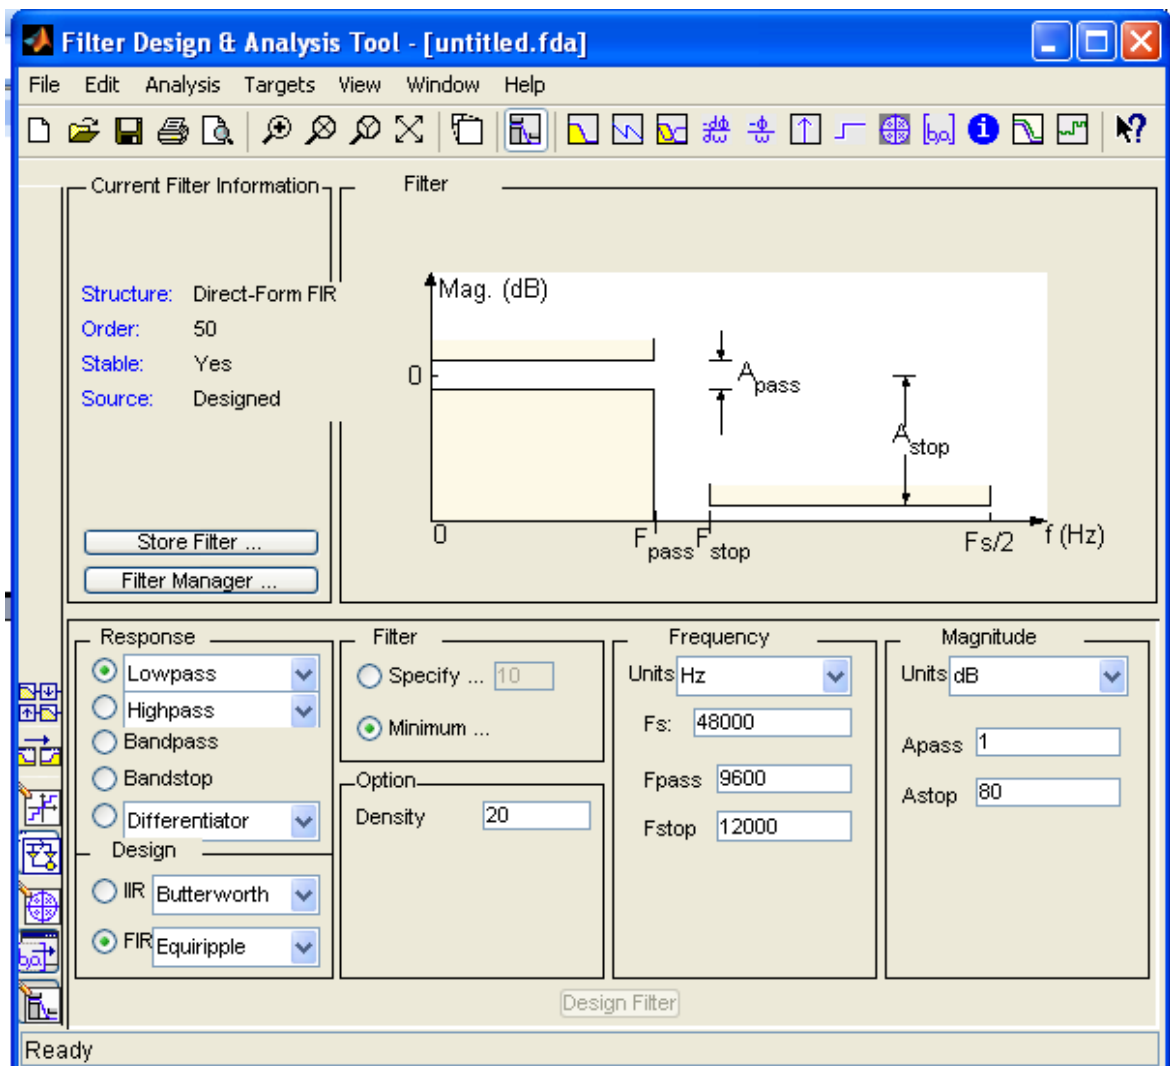 Filter Design & Analysis Tool - [untitled.fda]
File Edit Analysis Targets View Window Help
Current Filter Information
Structure: Direct-Form FIR
Order: 50
Stable: Yes
Source: Designed
Store Filter ...
Filter Manager ...
Filter
Mag. (dB)
0
Apass
Astop
0 Fpass Fstop Fs/2 f (Hz)
Response
Lowpass
Highpass
Bandpass
Bandstop
Differentiator
Design
IIR Butterworth
FIR Equiripple
Filter
Specify ... 10
Minimum ...
Option
Density 20
Frequency
Units Hz
Fs: 48000
Fpass 9600
Fstop 12000
Magnitude
Units dB
Apass 1
Astop 80
Design Filter
Ready